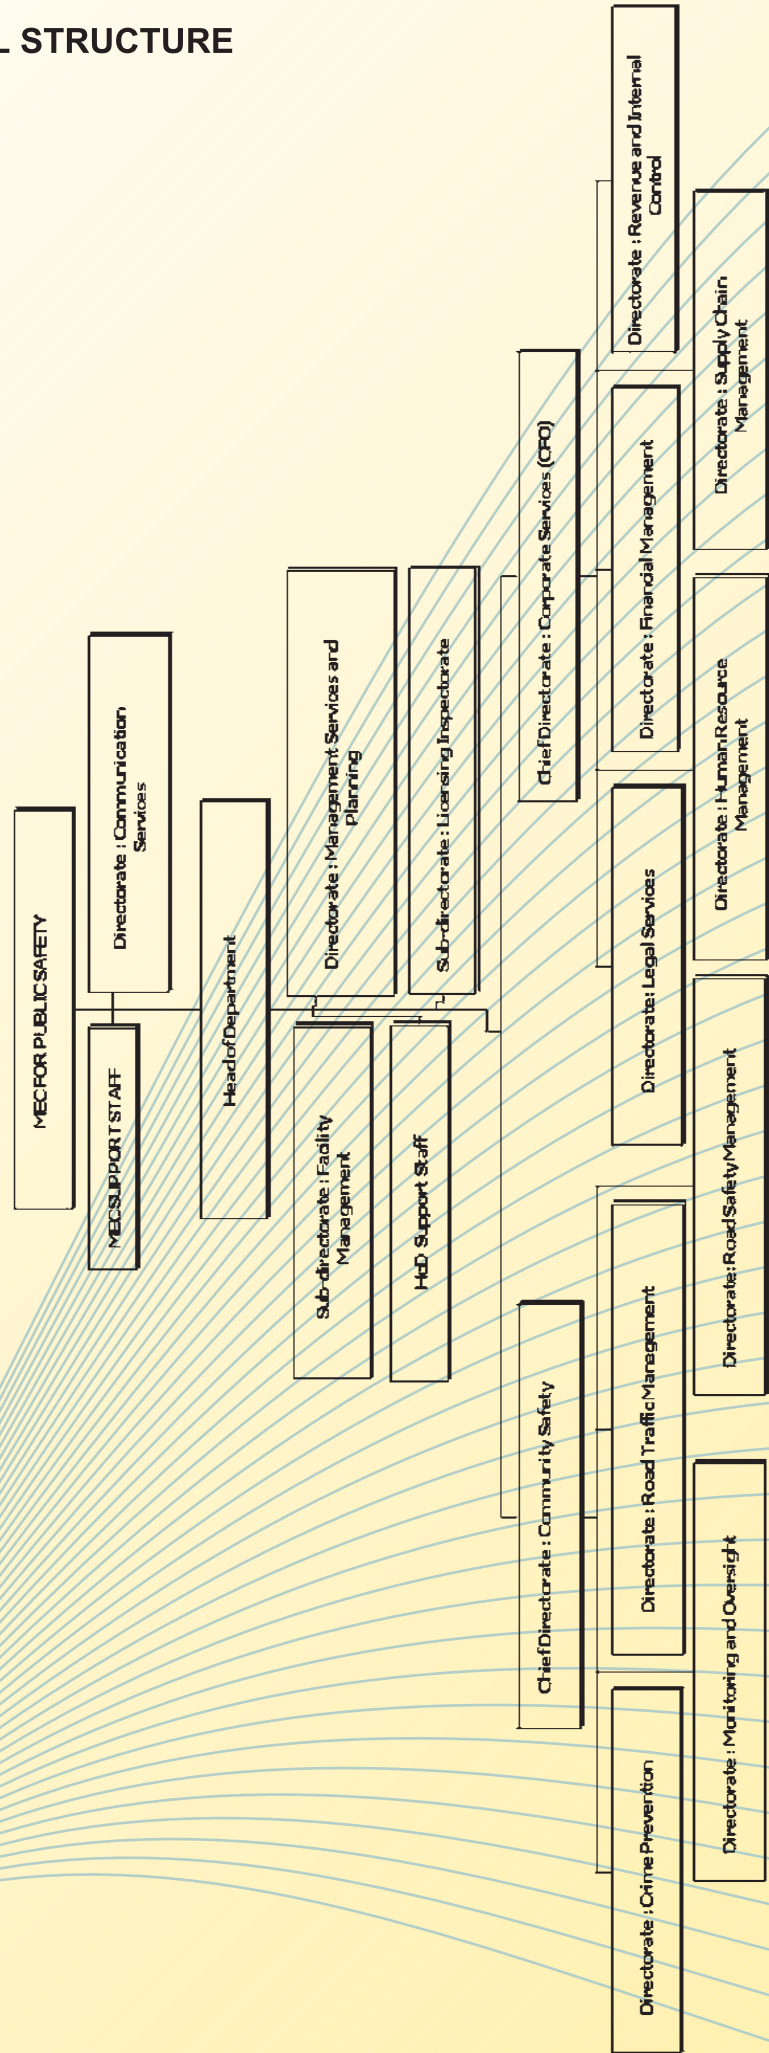 L STRUCTURE
MEC FOR PUBLIC SAFETY
MEC SUPPORT STAFF
Directorate : Communication
Services
Head of Department
Sub-directorate : Facility
Management
Directorate : Management Services and
Planning
HoD Support Staff
Sub-directorate : Licensing Inspectorate
Chief Directorate : Community Safety
Chief Directorate : Corporate Services (CFO)
Directorate : Crime Prevention
Directorate : Road Traffic Management
Directorate : Legal Services
Directorate : Financial Management
Directorate : Revenue and Internal
Control
Directorate : Monitoring and Oversight
Directorate : Road Safety Management
Directorate : Human Resource
Management
Directorate : Supply Chain
Management